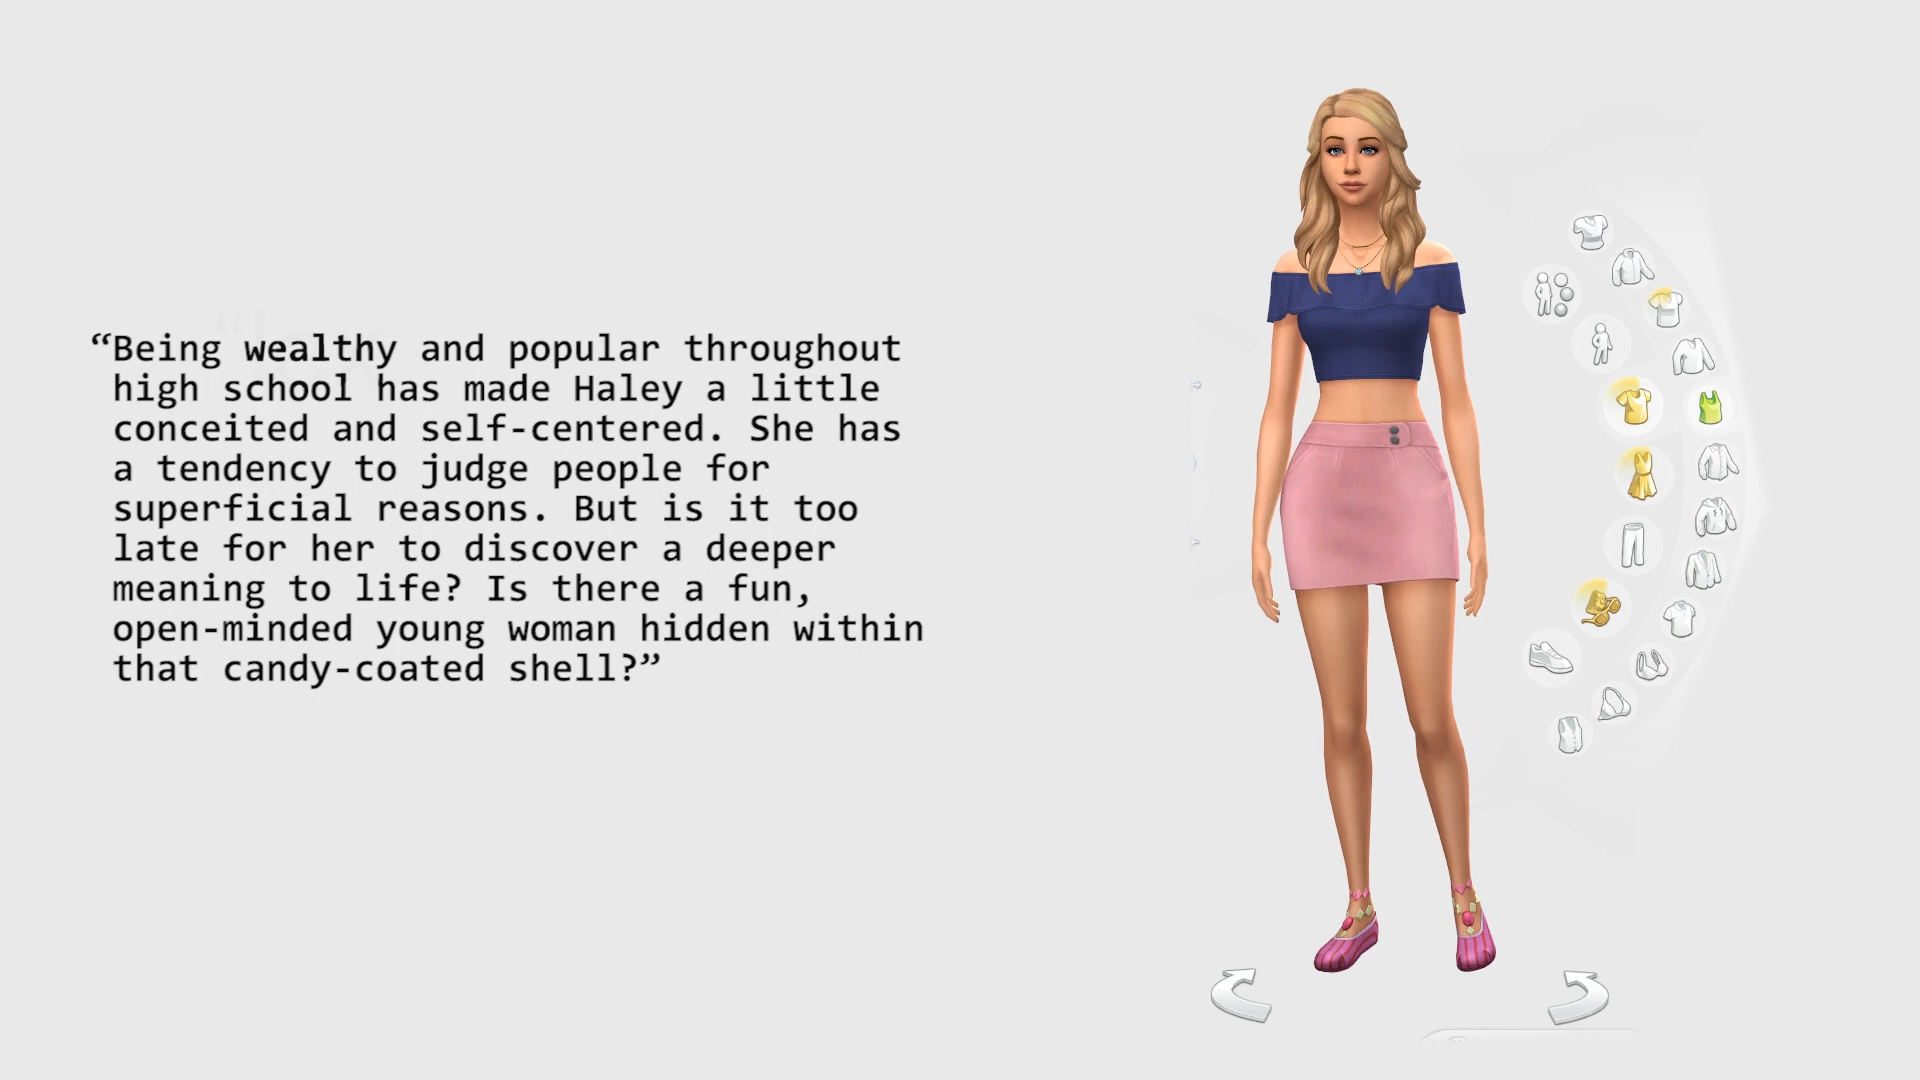 “Being wealthy and popular throughout
high school has made Haley a little
conceited and self-centered. She has
a tendency to judge people for
superficial reasons. But is it too
late for her to discover a deeper
meaning to life? Is there a fun,
open-minded young woman hidden within
that candy-coated shell?”